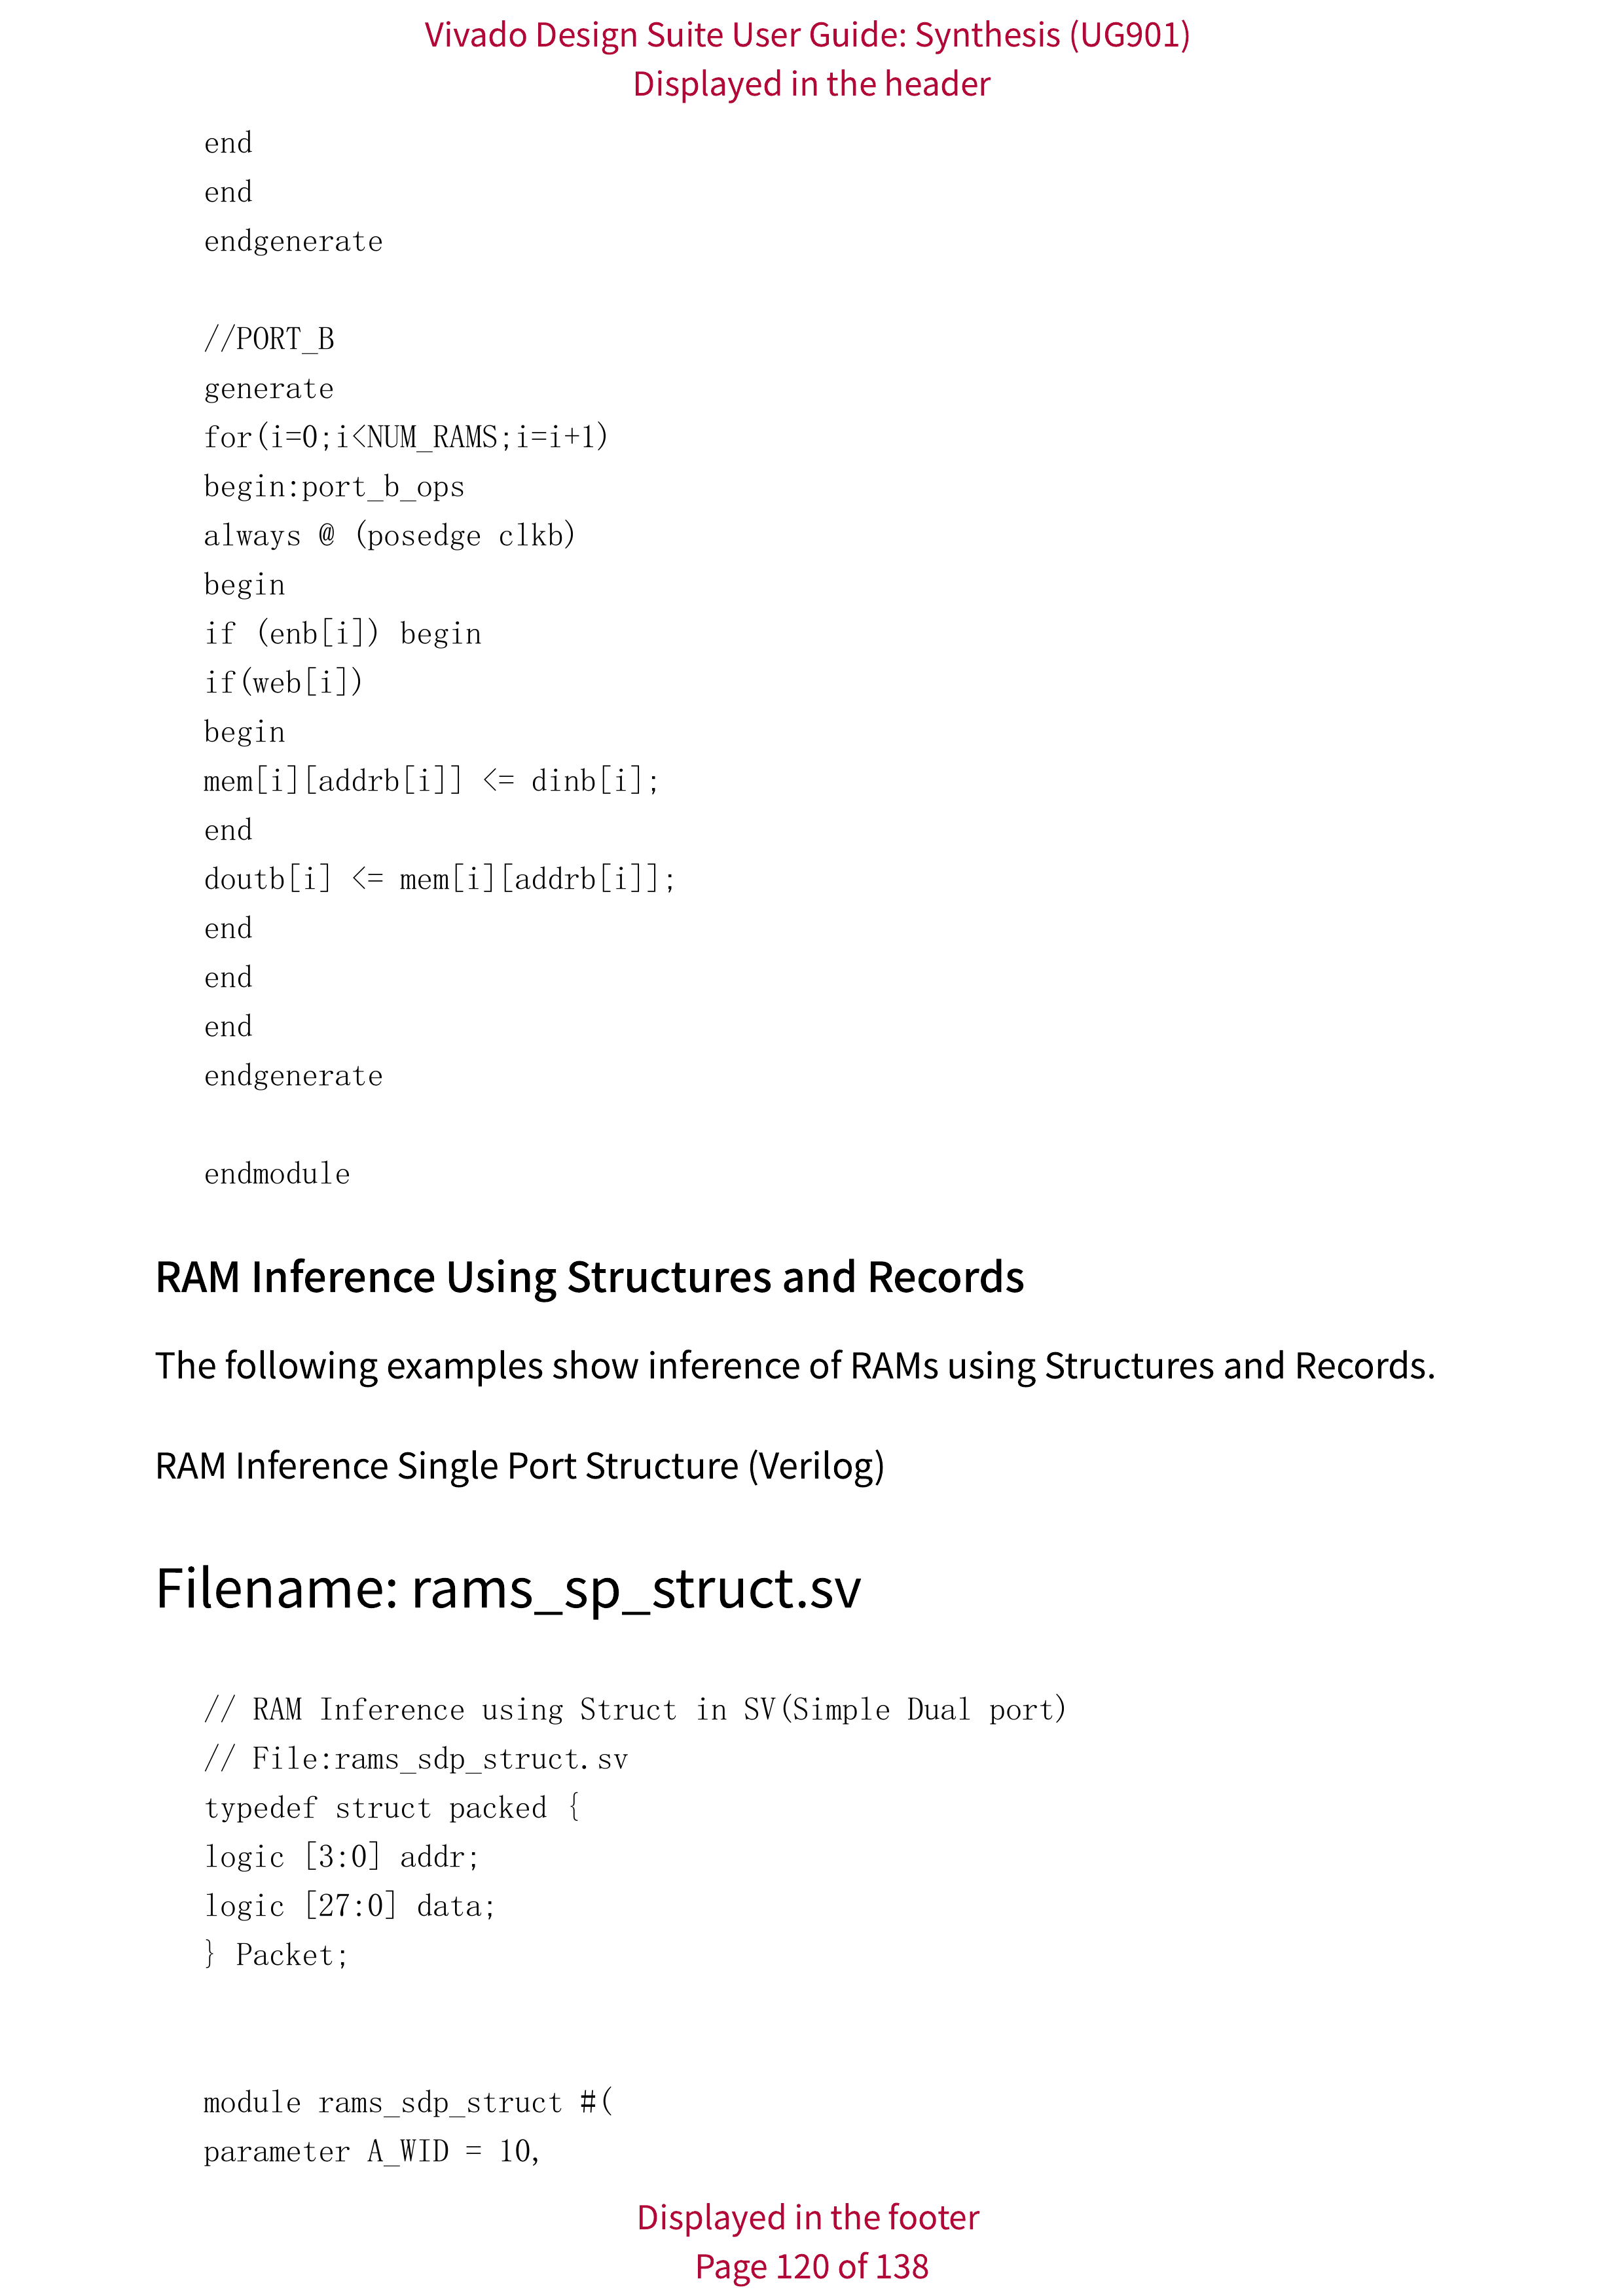 Vivado Design Suite User Guide: Synthesis (UG901)
Displayed in the header
end
end
endgenerate
//PORT_B
generate
for(i=0;i<NUM_RAMS;i=i+1)
begin:port_b_ops
always @ (posedge clkb)
begin
if (enb[i]) begin
if(web[i])
begin
mem[i][addrb[i]] <= dinb[i];
end
doutb[i] <= mem[i][addrb[i]];
end
end
end
endgenerate
endmodule
RAM Inference Using Structures and Records
The following examples show inference of RAMs using Structures and Records.
RAM Inference Single Port Structure (Verilog)
Filename: rams_sp_struct.sv
// RAM Inference using Struct in SV(Simple Dual port)
// File:rams_sdp_struct.sv
typedef struct packed {
logic [3:0] addr;
logic [27:0] data;
} Packet;
module rams_sdp_struct #(
parameter A_WID = 10,
Displayed in the footer
Page 120 of 138